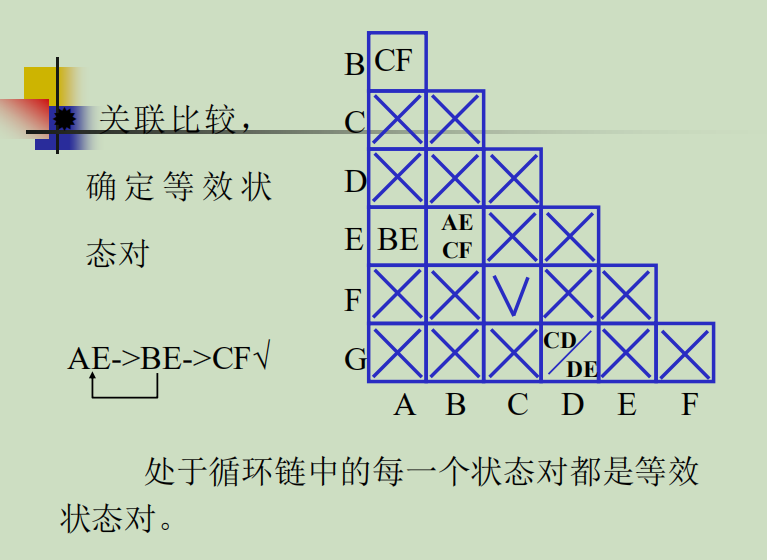 关联比较，
确定等效状
态对
AE->BE->CF√
B CF
C
D
E BE AE CF
F
G CD DE
A B C D E F
处于循环链中的每一个状态对都是等效
状态对。